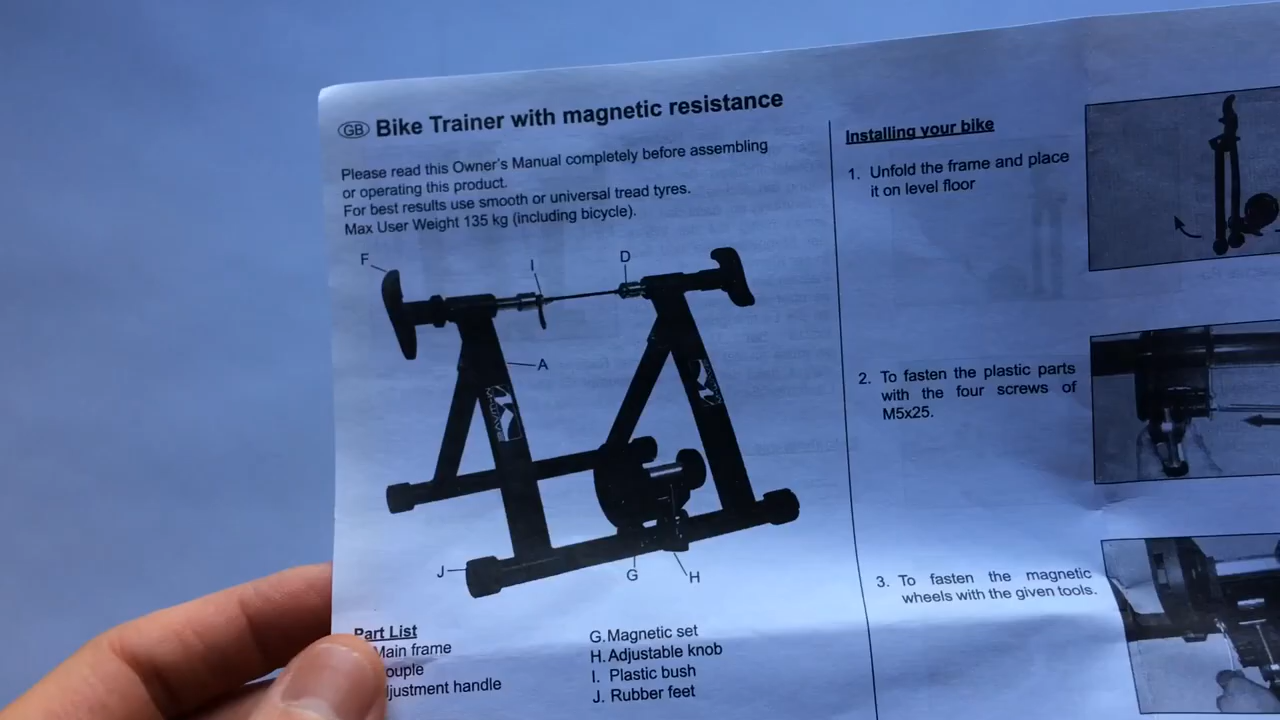 GB Bike Trainer with magnetic resistance
Please read this Owner's Manual completely before assembling
or operating this product.
For best results use smooth or universal tread tyres.
Max User Weight 135 kg (including bicycle).
F
I
D
A
J
G
H
Part List
Main frame
ouple
justment handle
G. Magnetic set
H. Adjustable knob
I. Plastic bush
J. Rubber feet
Installing your bike
1. Unfold the frame and place
it on level floor
2. To fasten the plastic parts
with the four screws of
M5x25.
3. To fasten the magnetic
wheels with the given tools.